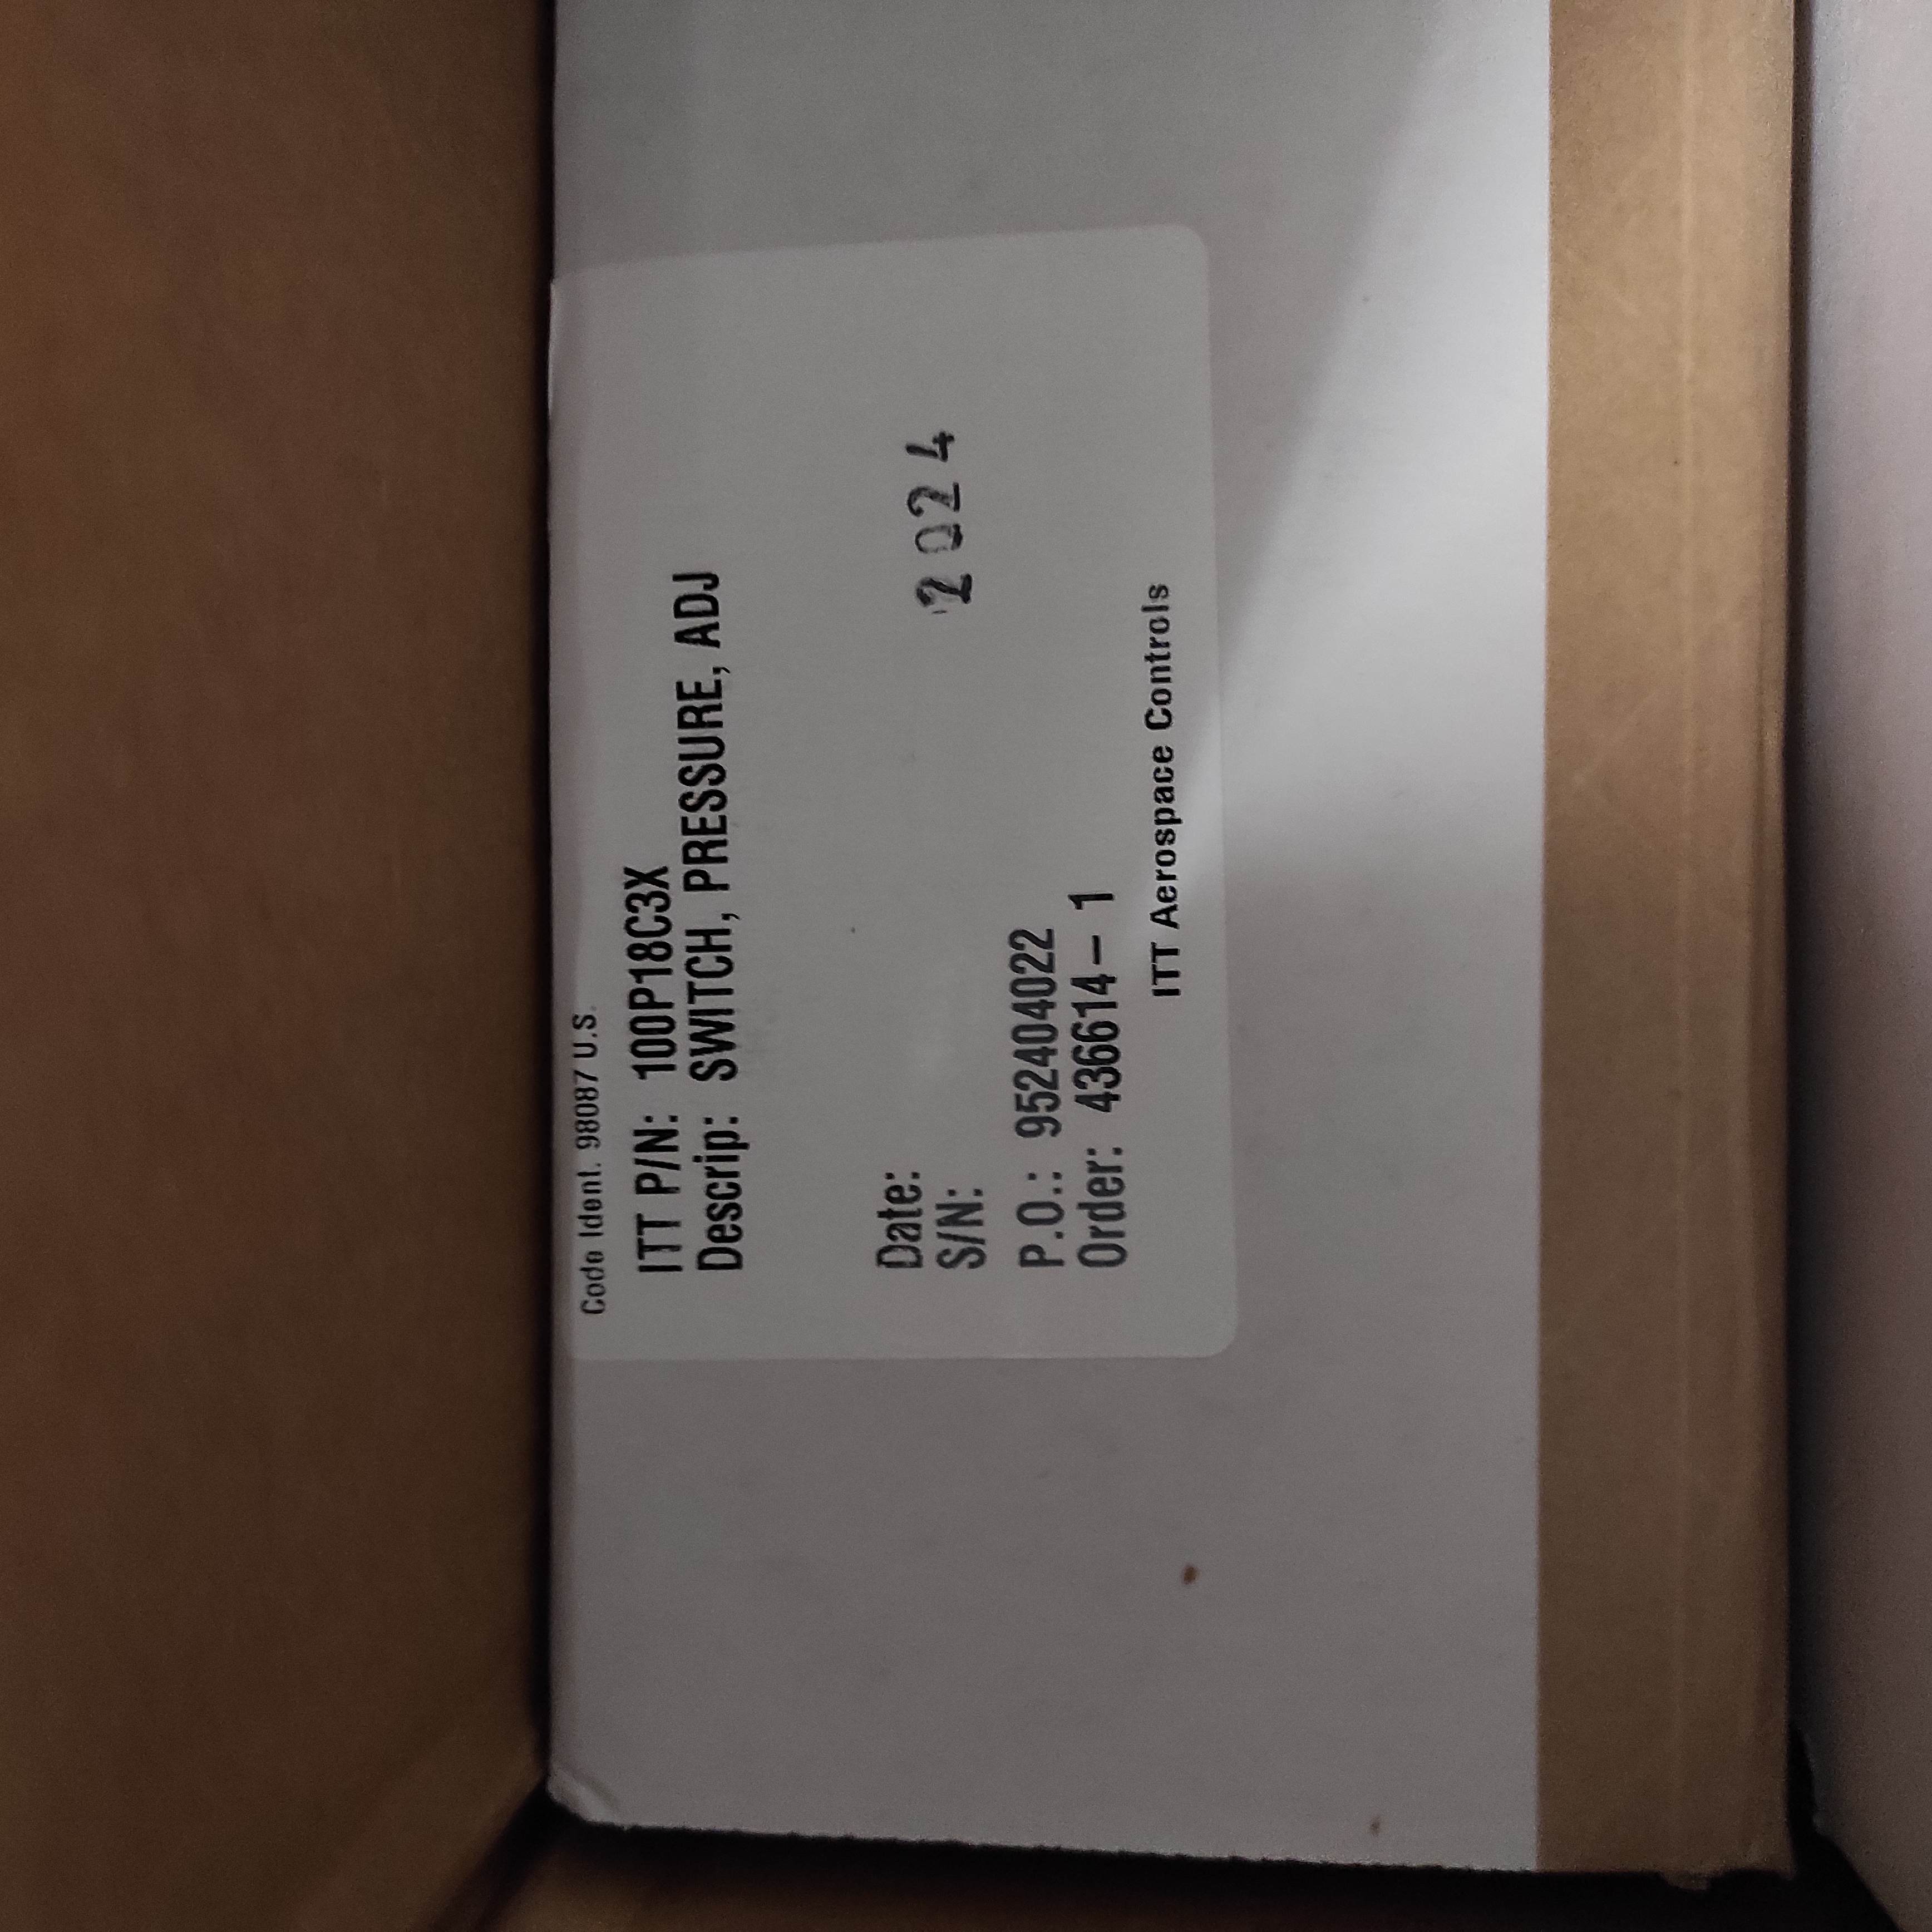 Code Ident. 98087 U.S.
ITT P/N: 100P18C3X
Descrip: SWITCH, PRESSURE, ADJ
Date:
S/N:
2024
P.O.: 952404022
Order: 436614-1
ITT Aerospace Controls